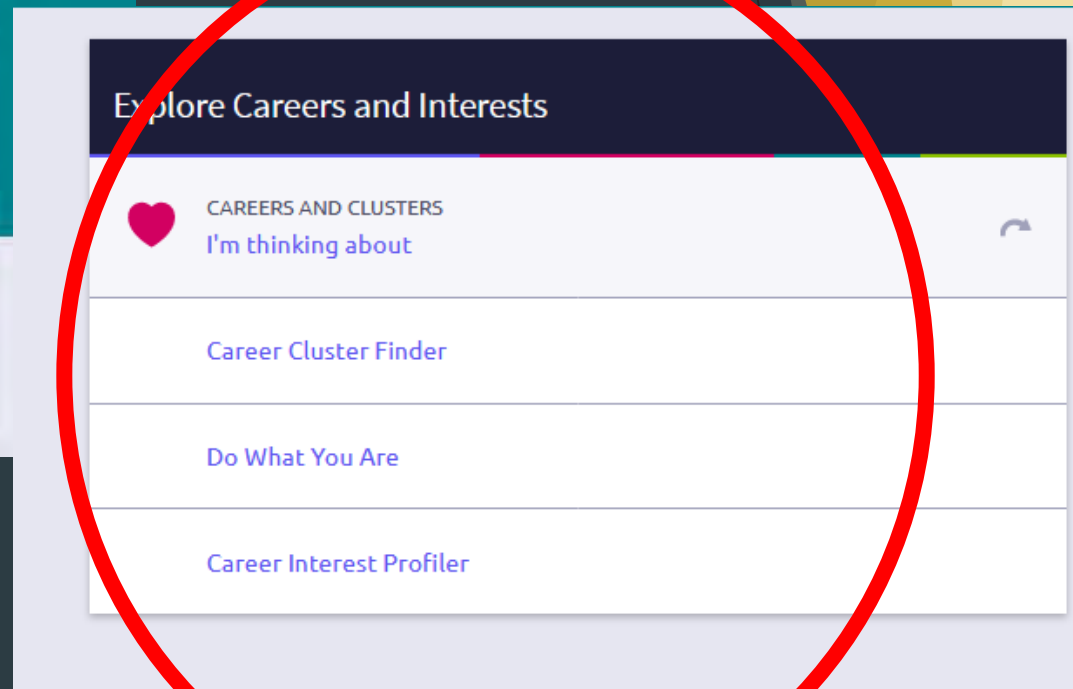 Explore Careers and Interests
CAREERS AND CLUSTERS
I'm thinking about
Career Cluster Finder
Do What You Are
Career Interest Profiler